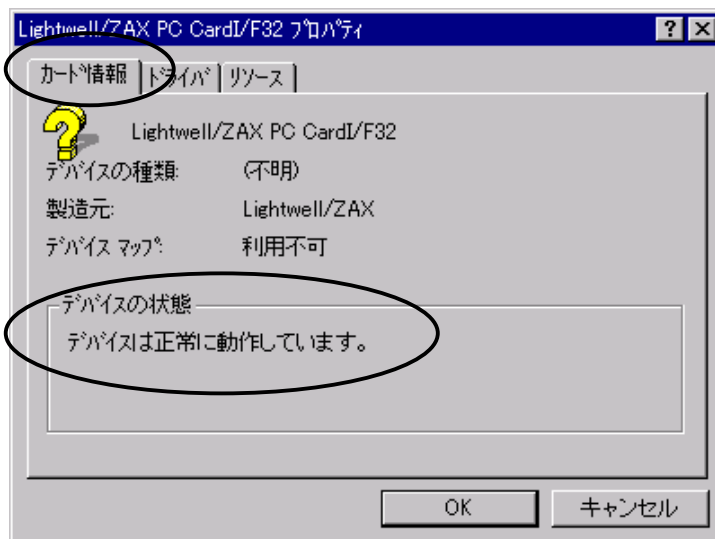 Lightwell/ZAX PC CardI/F32 プロパティ
カード情報 ドライバ リソース
Lightwell/ZAX PC CardI/F32
デバイスの種類: (不明)
製造元: Lightwell/ZAX
デバイス マップ: 利用不可
デバイスの状態
デバイスは正常に動作しています。
OK キャンセル